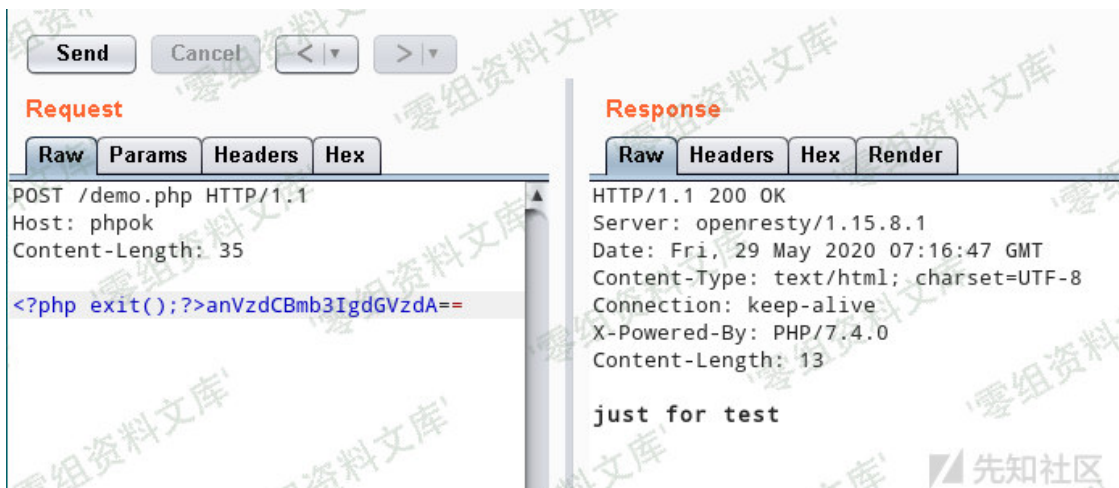 Send Cancel < >
Request
Raw Params Headers Hex
POST /demo.php HTTP/1.1
Host: phpok
Content-Length: 35
<?php exit();?>anVzdCBmb3IgdGVzdA==
Response
Raw Headers Hex Render
HTTP/1.1 200 OK
Server: openresty/1.15.8.1
Date: Fri, 29 May 2020 07:16:47 GMT
Content-Type: text/html; charset=UTF-8
Connection: keep-alive
X-Powered-By: PHP/7.4.0
Content-Length: 13
just for test
零组资料文库
先知社区